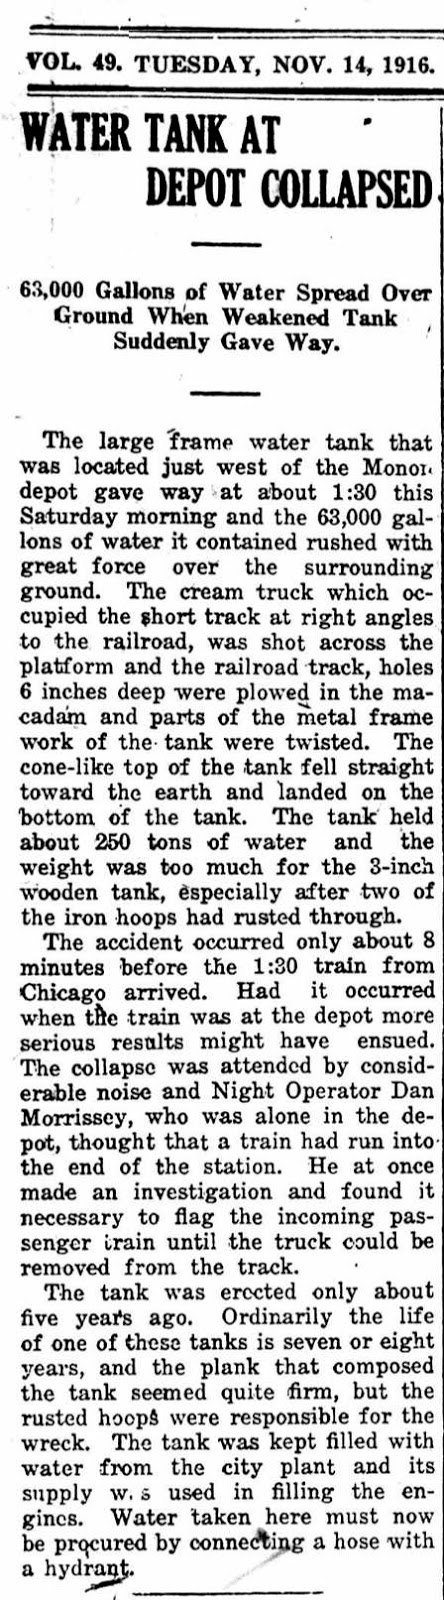 VOL. 49. TUESDAY, NOV. 14, 1916.
WATER TANK AT
DEPOT COLLAPSED
63,000 Gallons of Water Spread Over
Ground When Weakened Tank
Suddenly Gave Way.
The large frame water tank that
was located just west of the Monon
depot gave way at about 1:30 this
Saturday morning and the 63,000 gal-
lons of water it contained rushed with
great force over the surrounding
ground. The cream truck which oc-
cupied the short track at right angles
to the railroad, was shot across the
platform and the railroad track, holes
6 inches deep were plowed in the ma-
cadam and parts of the metal frame
work of the tank were twisted. The
cone-like top of the tank fell straight
toward the earth and landed on the
bottom of the tank. The tank held
about 250 tons of water and the
weight was too much for the 3-inch
wooden tank, especially after two of
the iron hoops had rusted through.
The accident occurred only about 8
minutes before the 1:30 train from
Chicago arrived. Had it occurred
when the train was at the depot more
serious results might have ensued.
The collapse was attended by consid-
erable noise and Night Operator Dan
Morrissey, who was alone in the de-
pot, thought that a train had run into
the end of the station. He at once
made an investigation and found it
necessary to flag the incoming pas-
senger train until the truck could be
removed from the track.
The tank was erected only about
five years ago. Ordinarily the life
of one of these tanks is seven or eight
years, and the plank that composed
the tank seemed quite firm, but the
rusted hoops were responsible for the
wreck. The tank was kept filled with
water from the city plant and its
supply was used in filling the en-
gines. Water taken here must now
be procured by connecting a hose with
a hydrant.